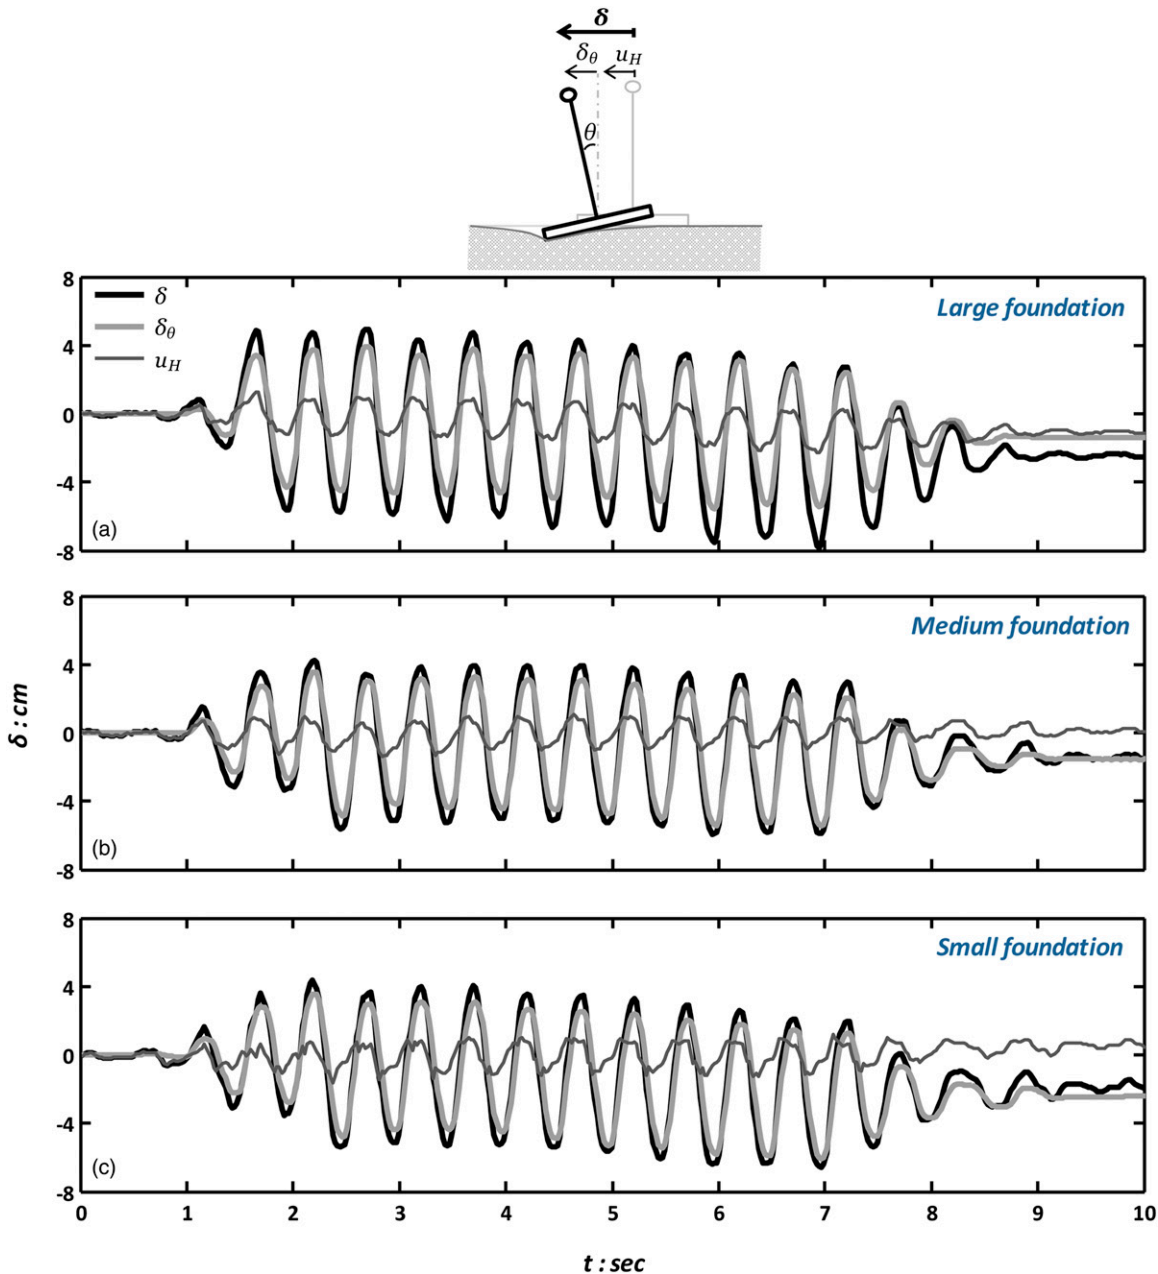 δ
δθ uH
θ
8
δ
δθ
uH
Large foundation
4
0
-4
(a)
-8
8
Medium foundation
4
0
-4
(b)
-8
δ : cm
8
Small foundation
4
0
-4
(c)
-8
0 1 2 3 4 5 6 7 8 9 10
t : sec